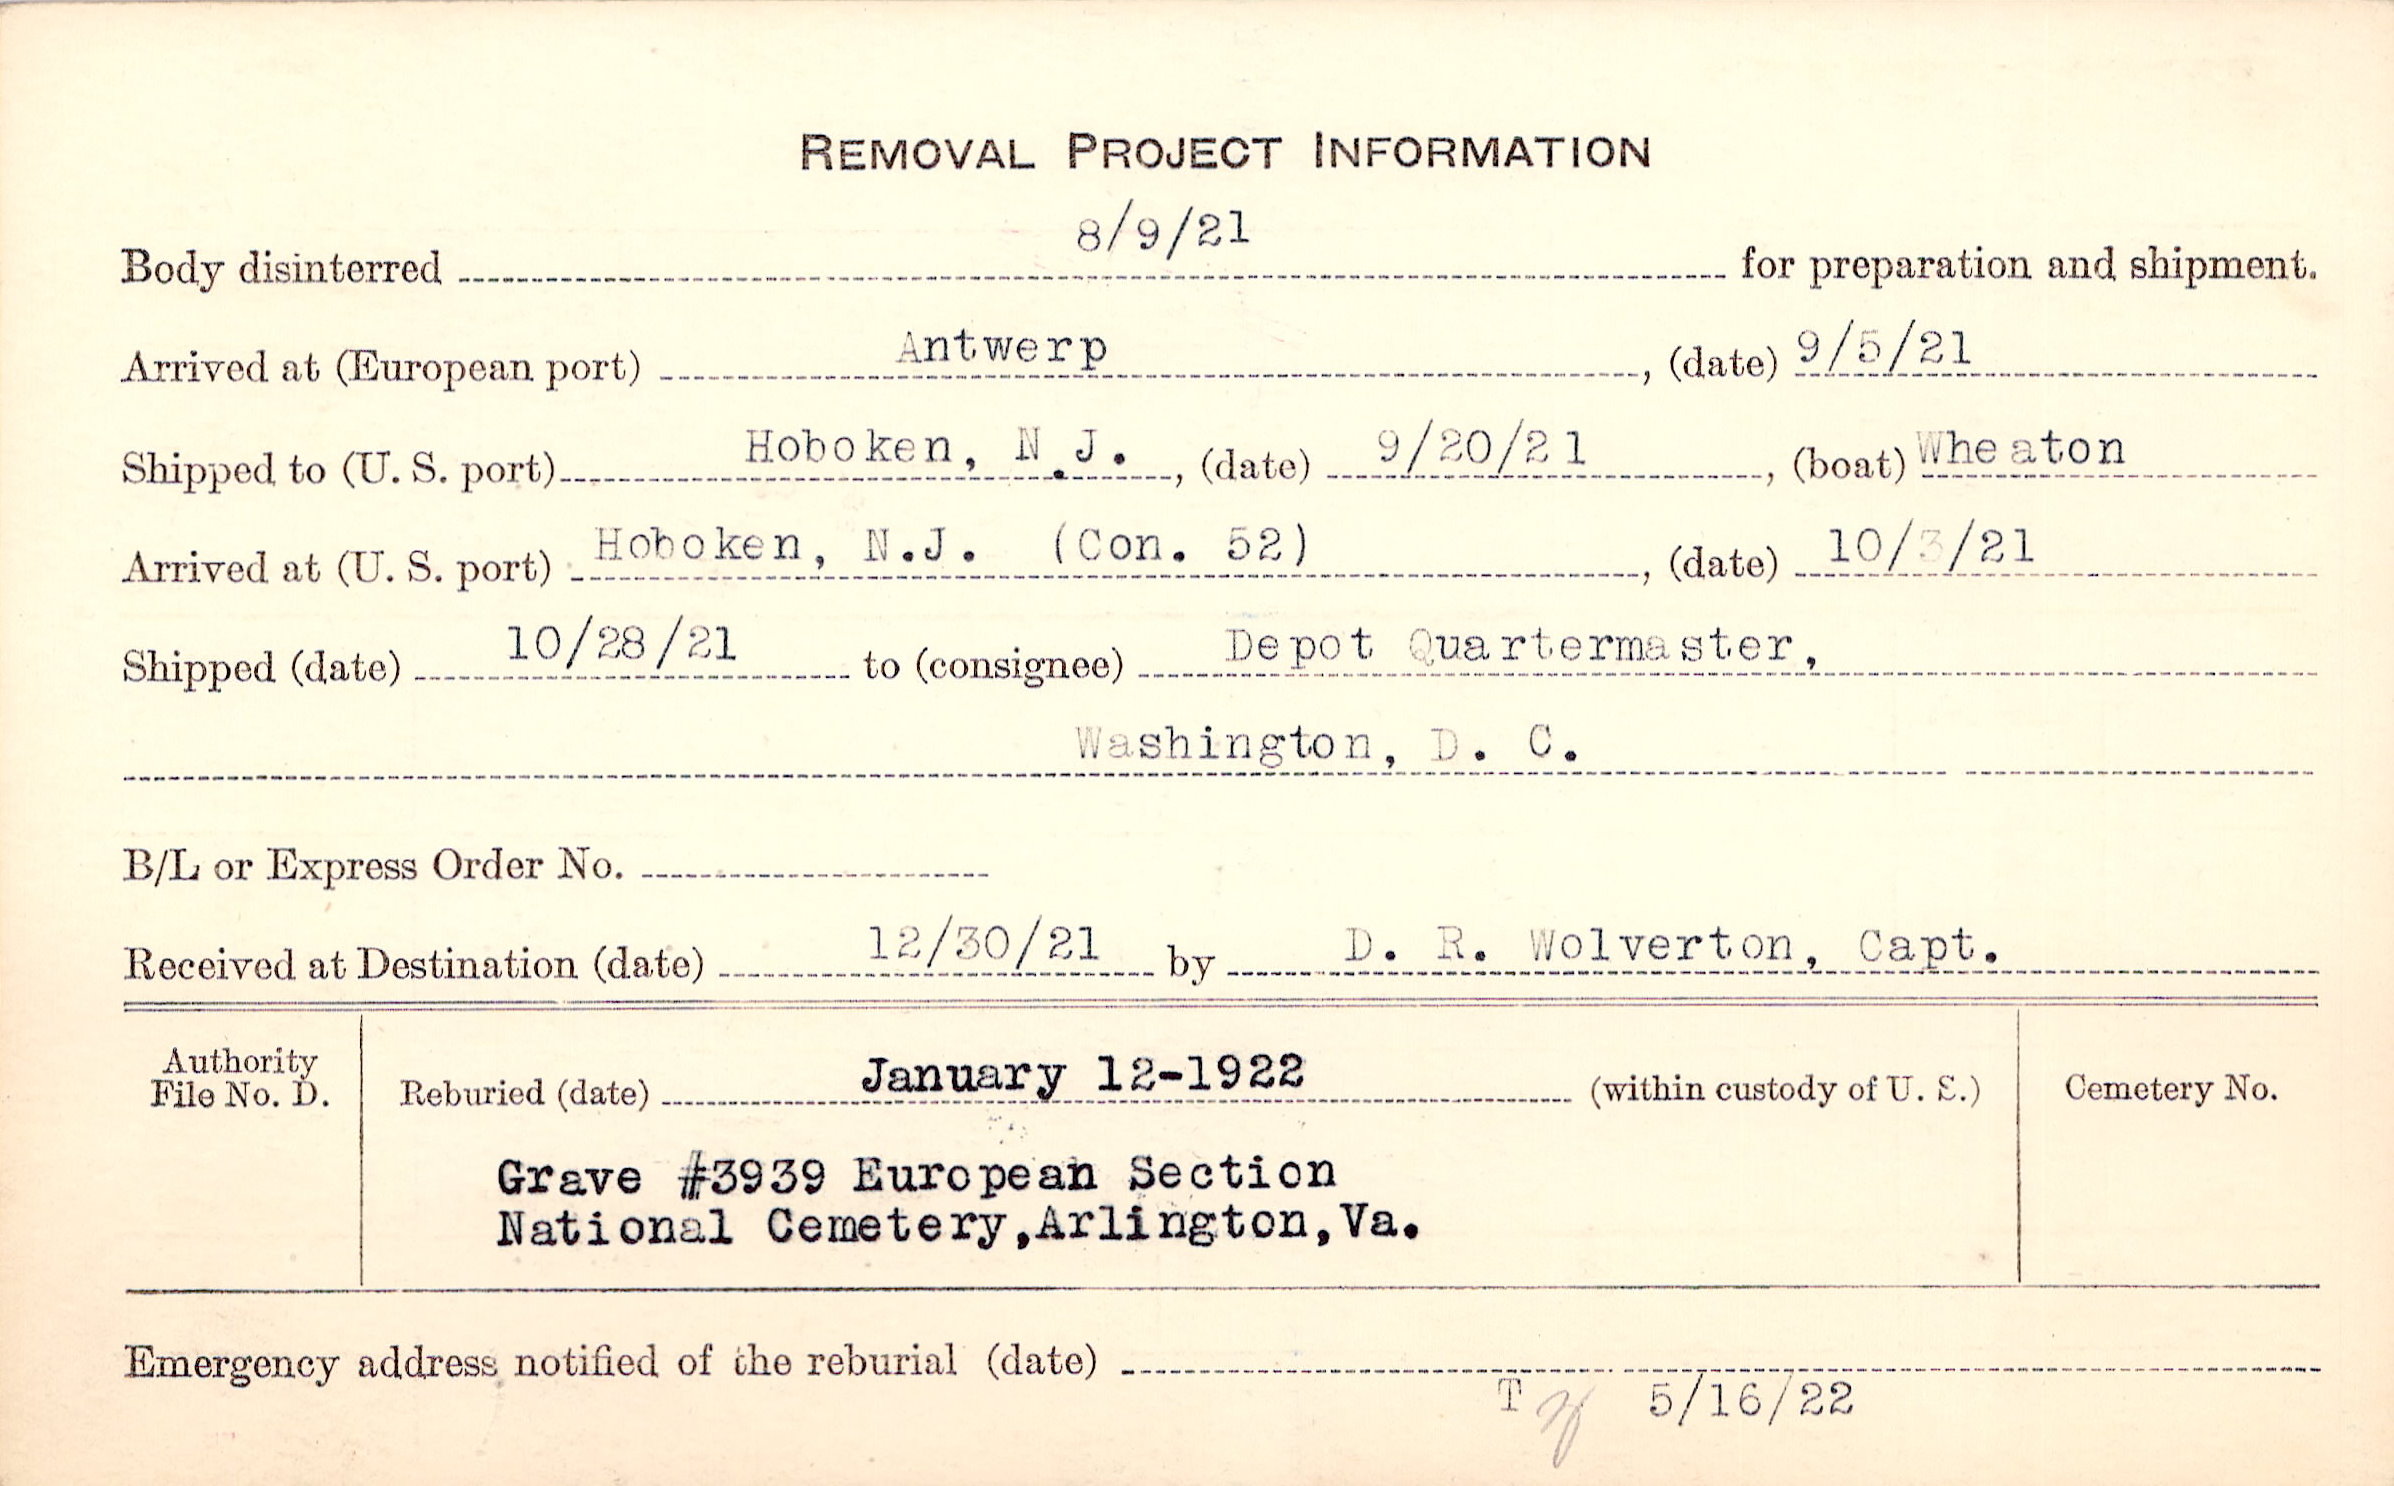 REMOVAL PROJECT INFORMATION
Body disinterred 8/9/21 for preparation and shipment.
Arrived at (European port) Antwerp, (date) 9/5/21
Shipped to (U. S. port) Hoboken, N.J., (date) 9/20/21, (boat) Wheaton
Arrived at (U. S. port) Hoboken, N.J. (Con. 52), (date) 10/3/21
Shipped (date) 10/28/21 to (consignee) Depot Quartermaster,
Washington, D. C.
B/L or Express Order No.
Received at Destination (date) 12/30/21 by D. R. Wolverton, Capt.
Authority
File No. D.
Reburied (date) January 12-1922 (within custody of U. S.)
Cemetery No.
Grave #3939 European Section
National Cemetery,Arlington,Va.
Emergency address notified of the reburial (date)
T 5/16/22